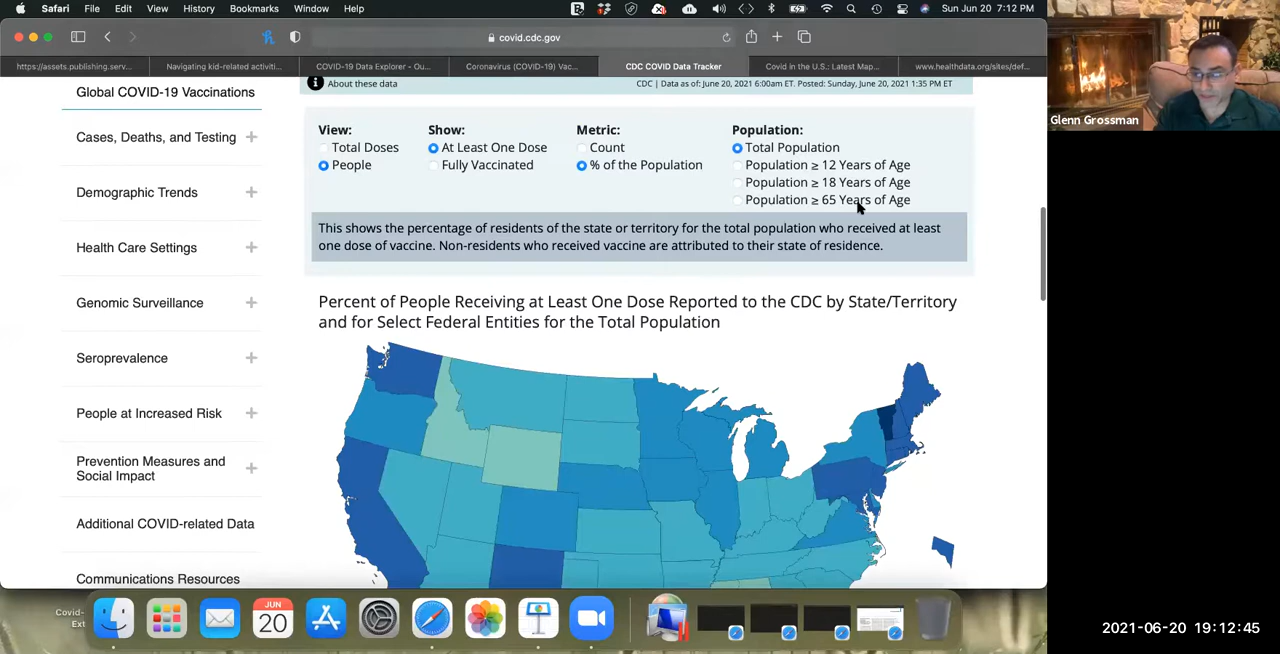 Safari File Edit View History Bookmarks Window Help
Sun Jun 20 7:12 PM
covid.cdc.gov
https://assets.publishing.serv...
Navigating kid-related activiti...
COVID-19 Data Explorer - Ou...
Coronavirus (COVID-19) Vac...
CDC COVID Data Tracker
Covid in the U.S.: Latest Map...
www.healthdata.org/sites/def...
Glenn Grossman
Global COVID-19 Vaccinations
Cases, Deaths, and Testing
Demographic Trends
Health Care Settings
Genomic Surveillance
Seroprevalence
People at Increased Risk
Prevention Measures and
Social Impact
Additional COVID-related Data
Communications Resources
About these data
CDC | Data as of: June 20, 2021 6:00am ET. Posted: Sunday, June 20, 2021 1:35 PM ET
View:
Total Doses
People
Show:
At Least One Dose
Fully Vaccinated
Metric:
Count
% of the Population
Population:
Total Population
Population ≥ 12 Years of Age
Population ≥ 18 Years of Age
Population ≥ 65 Years of Age
This shows the percentage of residents of the state or territory for the total population who received at least
one dose of vaccine. Non-residents who received vaccine are attributed to their state of residence.
Percent of People Receiving at Least One Dose Reported to the CDC by State/Territory
and for Select Federal Entities for the Total Population
Covid-
Ext
JUN
20
2021-06-20 19:12:45